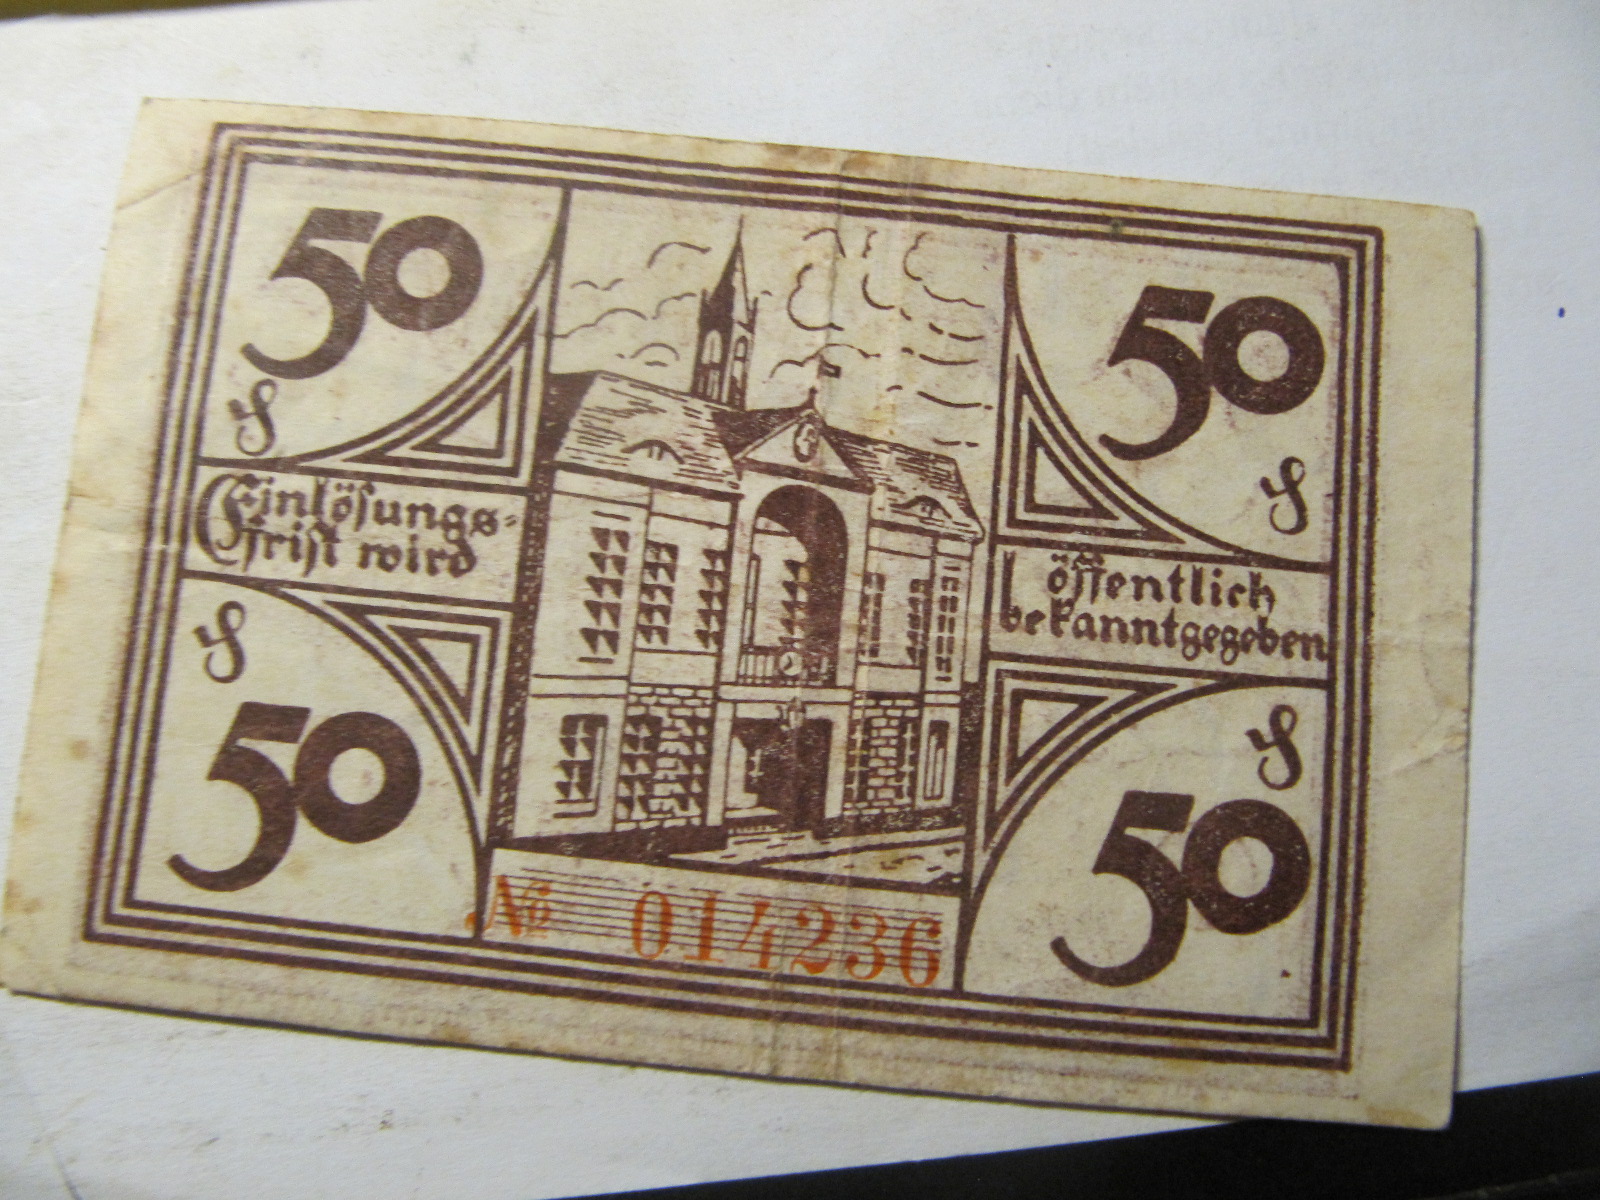 50
₰
50
₰
Einlösungs-
frist wird
öffentlich
bekanntgegeben
₰
50
₰
50
№ 014236